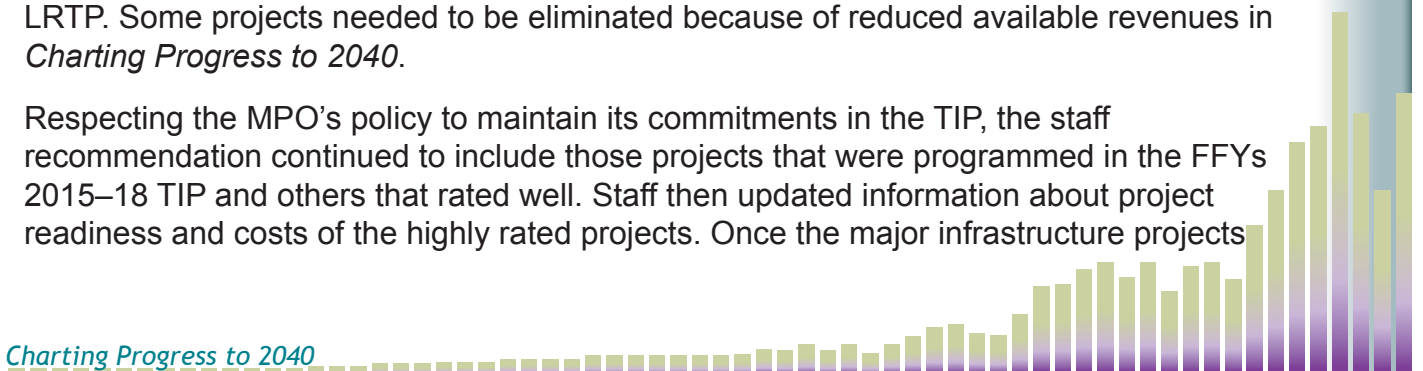 LRTP. Some projects needed to be eliminated because of reduced available revenues in
Charting Progress to 2040.
Respecting the MPO’s policy to maintain its commitments in the TIP, the staff
recommendation continued to include those projects that were programmed in the FFYs
2015–18 TIP and others that rated well. Staff then updated information about project
readiness and costs of the highly rated projects. Once the major infrastructure projects
Charting Progress to 2040